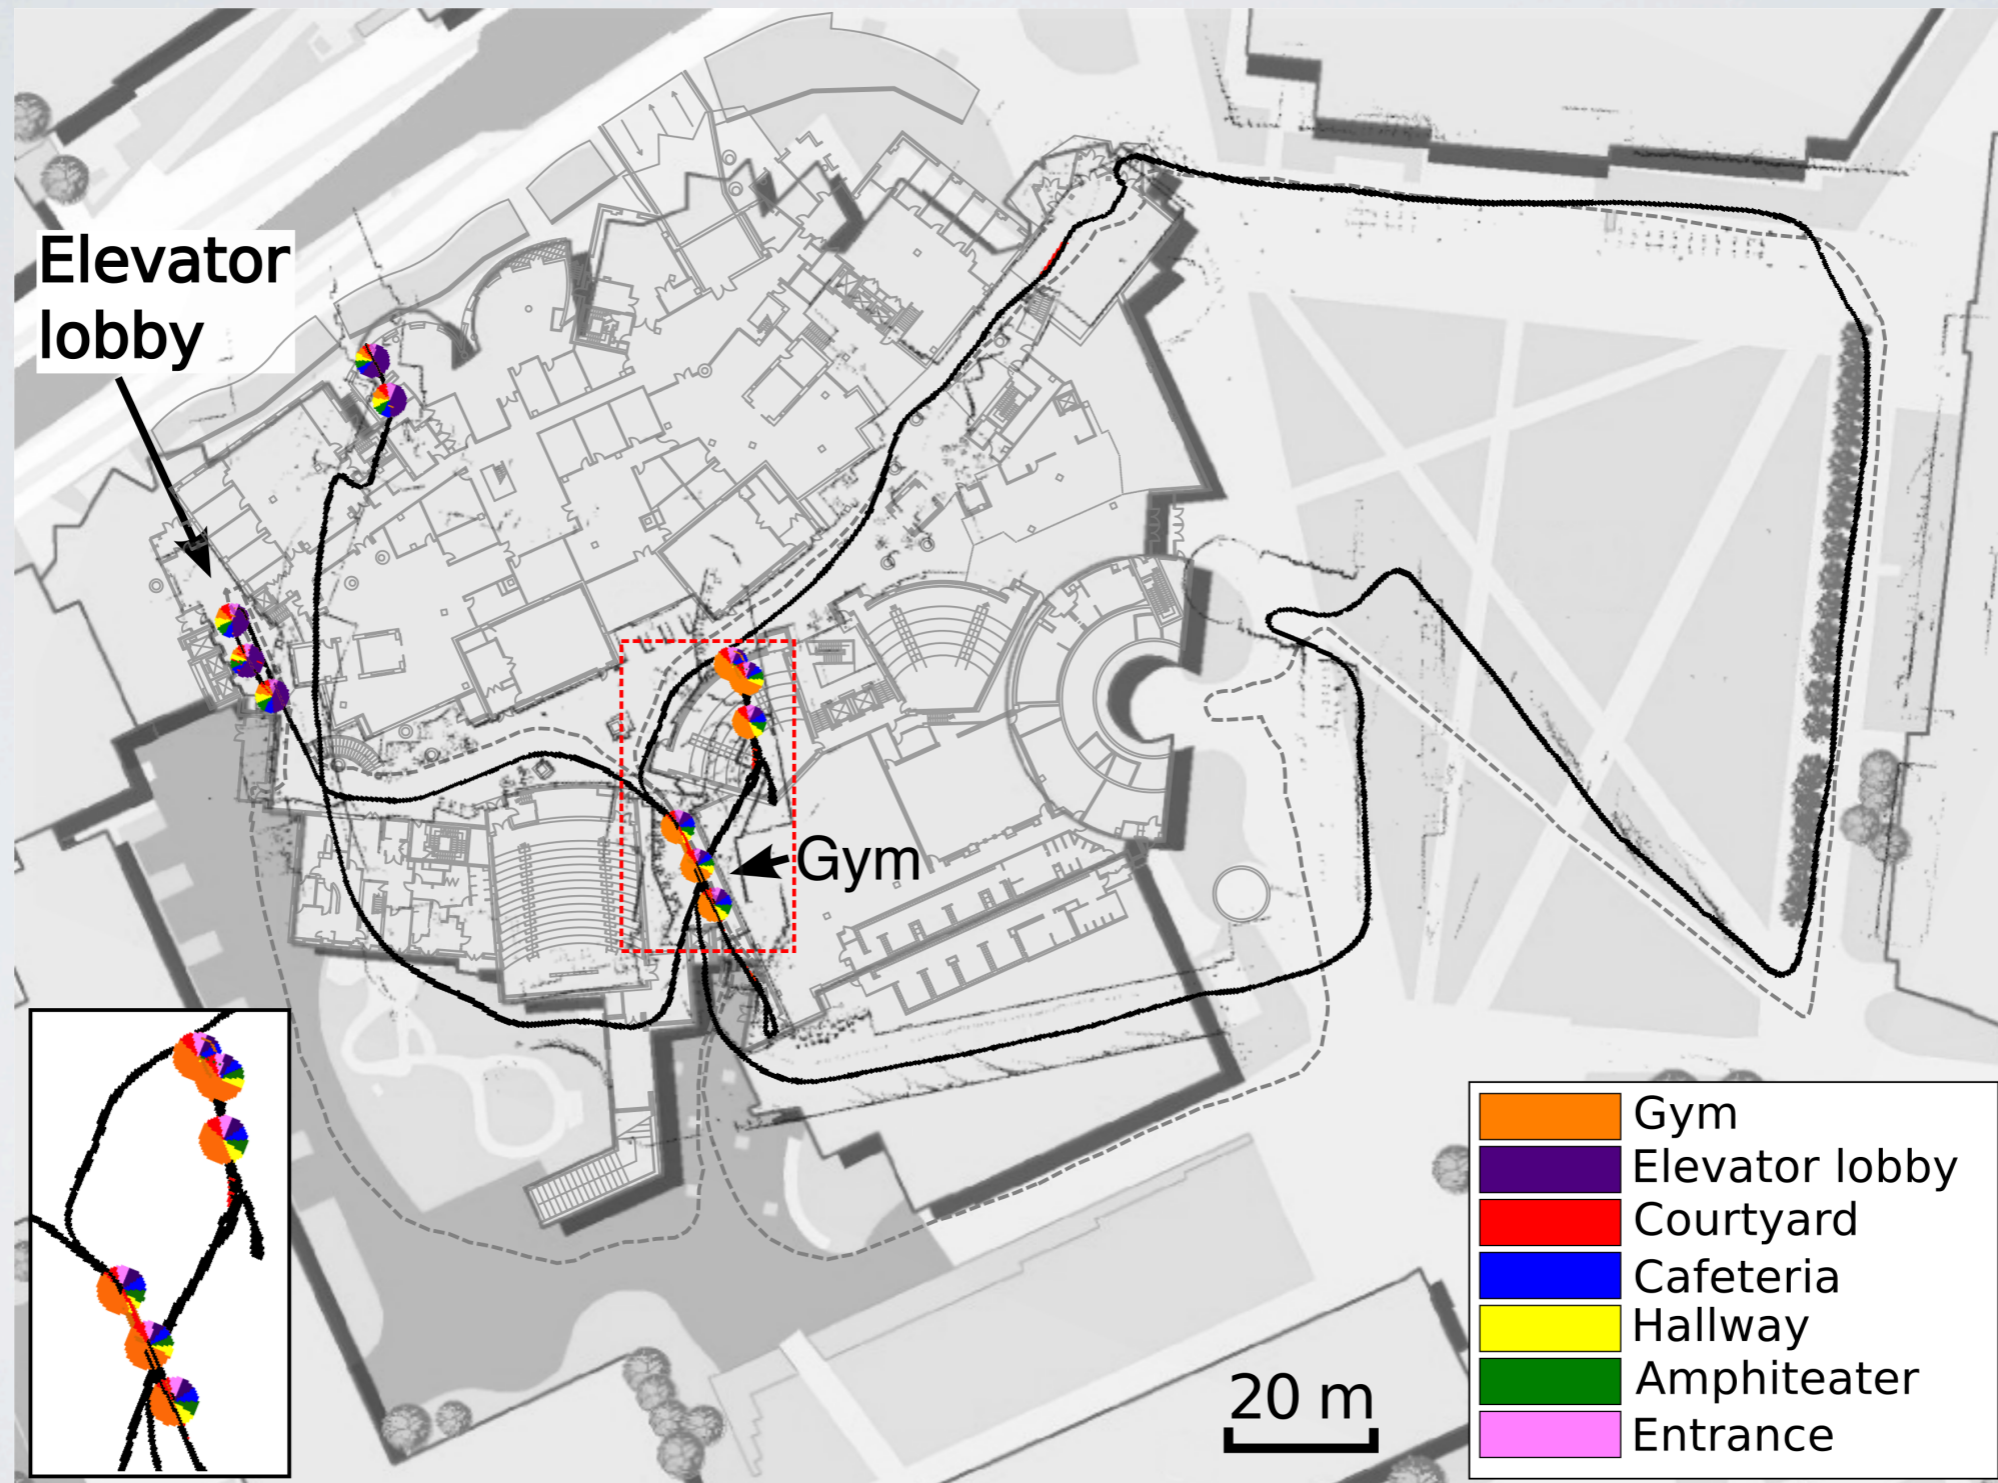 Elevator
lobby
Gym
20 m
Gym
Elevator lobby
Courtyard
Cafeteria
Hallway
Amphiteater
Entrance